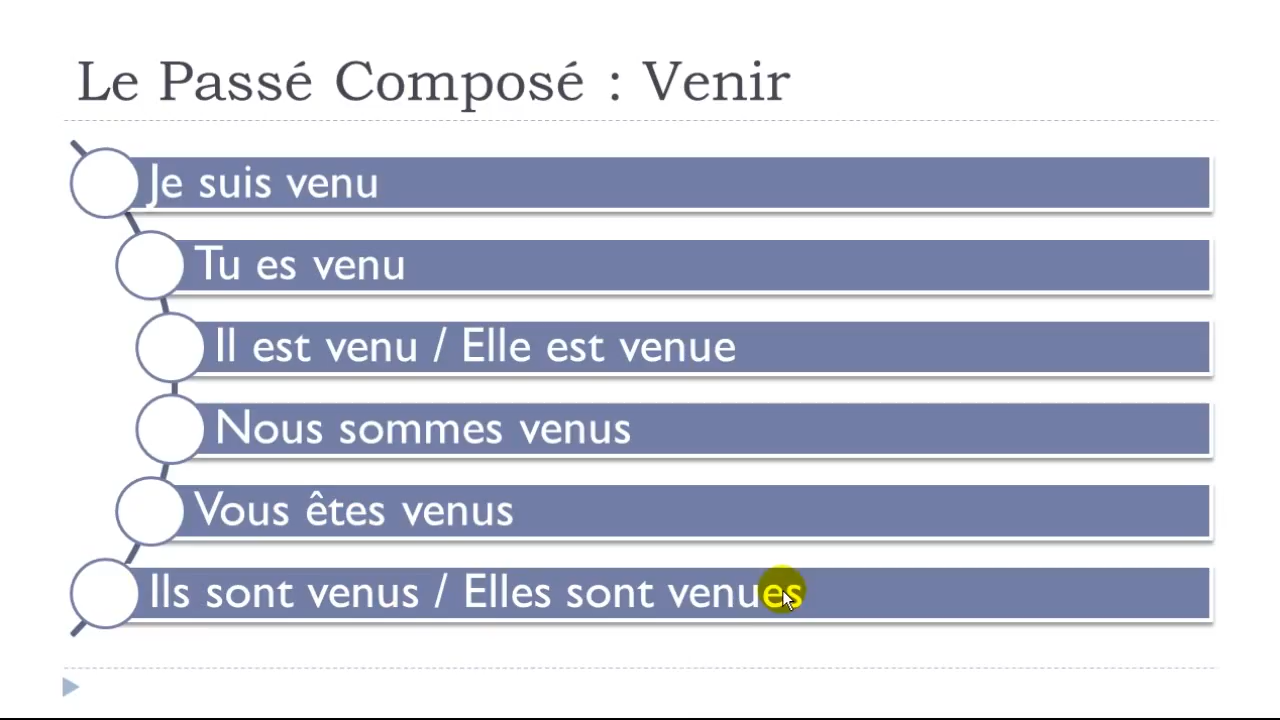 Le Passé Composé : Venir
Je suis venu
Tu es venu
Il est venu / Elle est venue
Nous sommes venus
Vous êtes venus
Ils sont venus / Elles sont venues